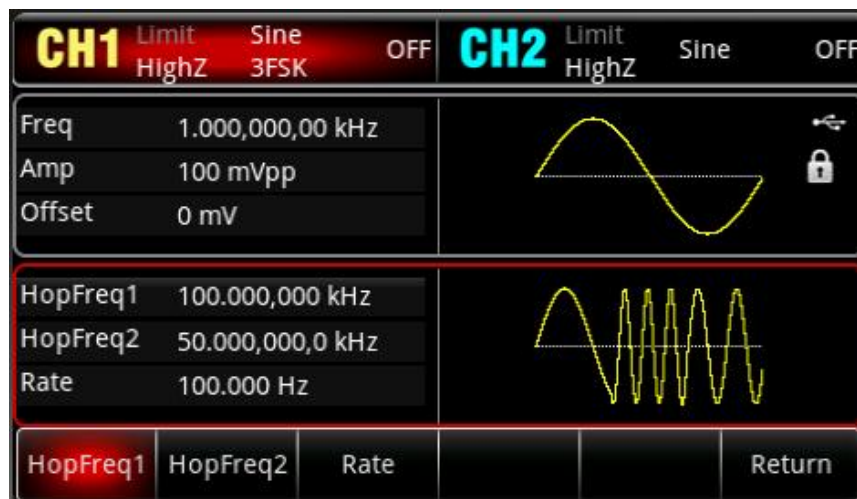 CH1 Limit Sine OFF CH2 Limit Sine OFF
HighZ 3FSK HighZ
Freq 1.000,000,00 kHz
Amp 100 mVpp
Offset 0 mV
HopFreq1 100.000,000 kHz
HopFreq2 50.000,000,0 kHz
Rate 100.000 Hz
HopFreq1 HopFreq2 Rate Return